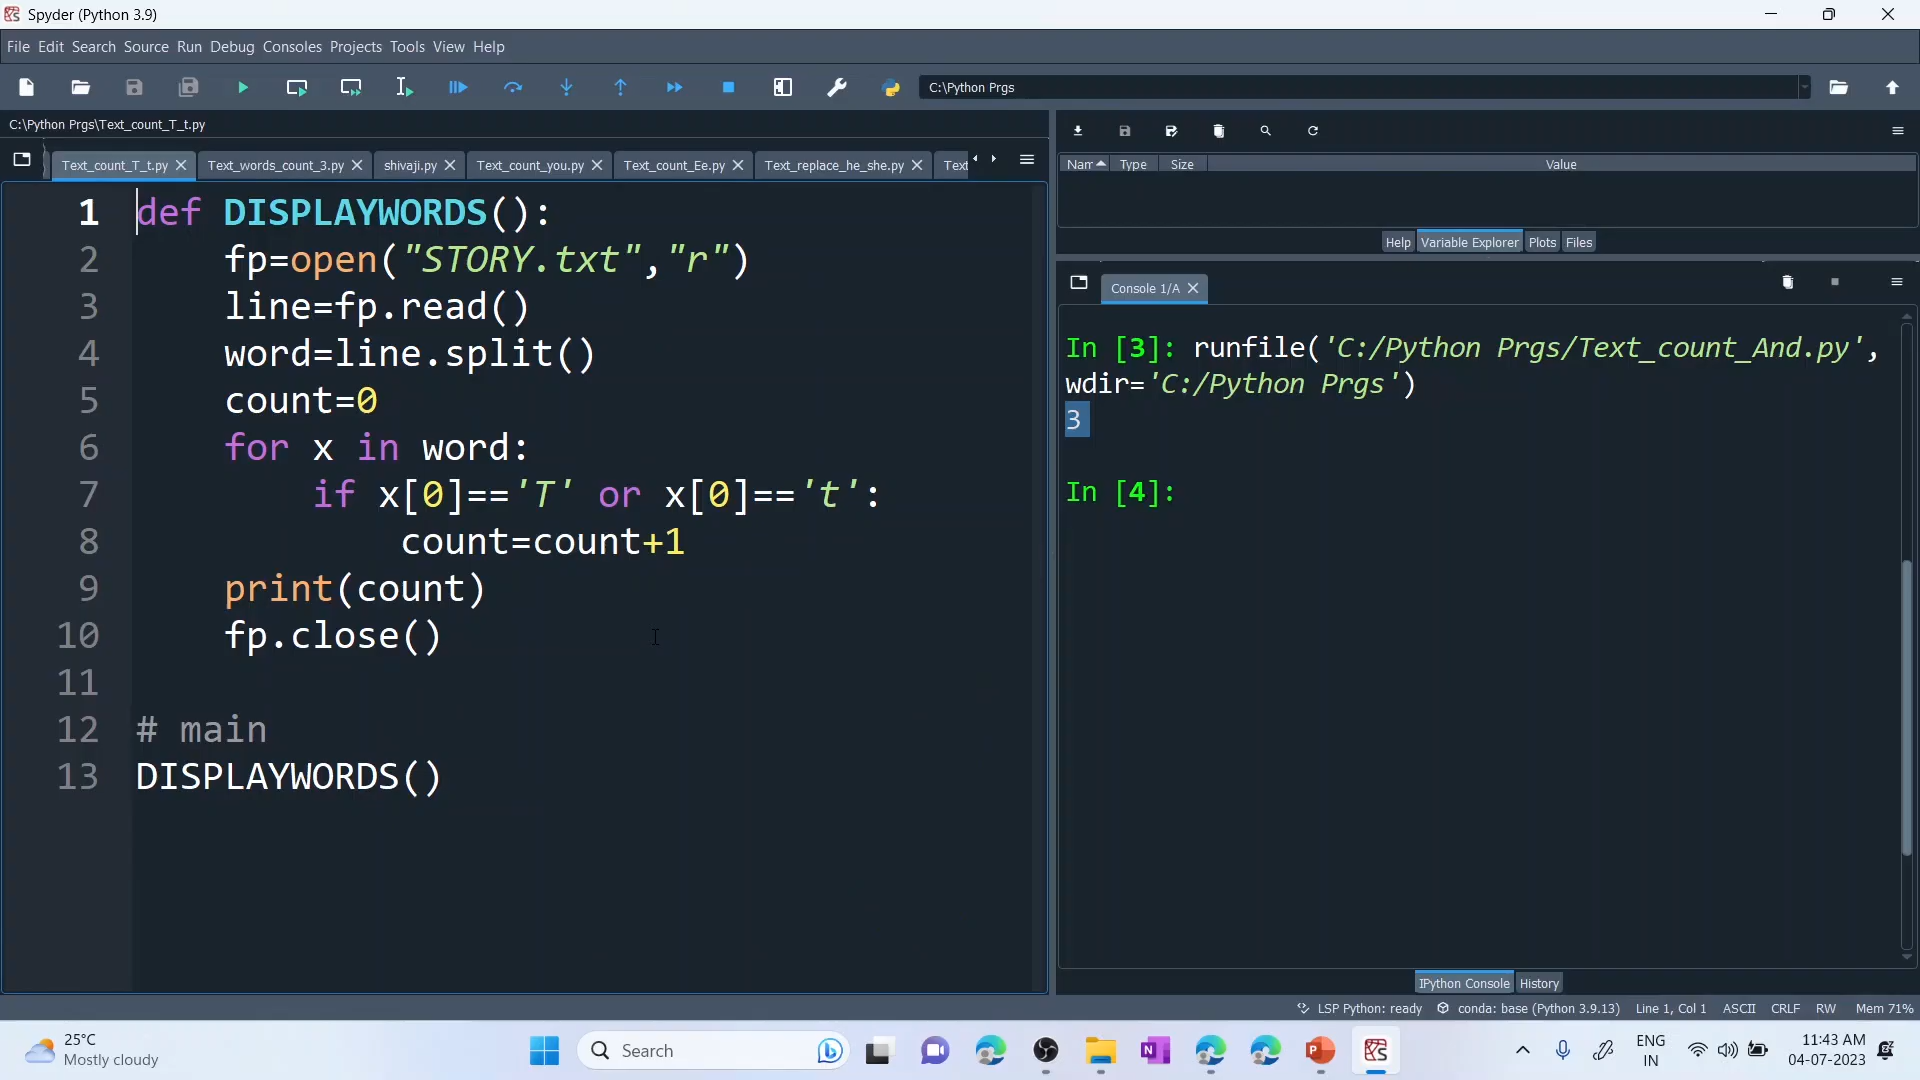 Spyder (Python 3.9)
File Edit Search Source Run Debug Consoles Projects Tools View Help
C:\Python Prgs
C:\Python Prgs\Text_count_T_t.py
Text_count_T_t.py Text_words_count_3.py shivaji.py Text_count_you.py Text_count_Ee.py Text_replace_he_she.py Text
1 def DISPLAYWORDS():
2 fp=open("STORY.txt","r")
3 line=fp.read()
4 word=line.split()
5 count=0
6 for x in word:
7 if x[0]=='T' or x[0]=='t':
8 count=count+1
9 print(count)
10 fp.close()
11
12 # main
13 DISPLAYWORDS()
Nam Type Size Value
Help Variable Explorer Plots Files
Console 1/A
In [3]: runfile('C:/Python Prgs/Text_count_And.py',
wdir='C:/Python Prgs')
3
In [4]:
IPython Console History
LSP Python: ready conda: base (Python 3.9.13) Line 1, Col 1 ASCII CRLF RW Mem 71%
25°C
Mostly cloudy
Search
ENG
IN
11:43 AM
04-07-2023